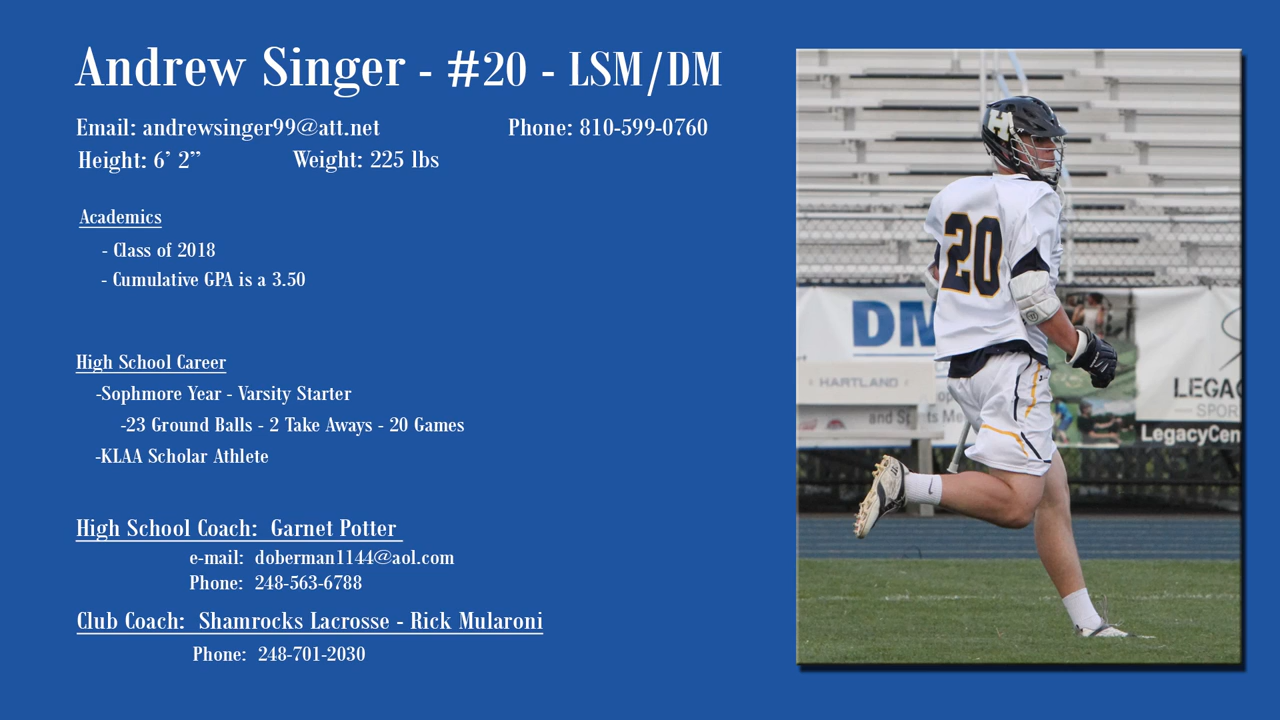 Andrew Singer - #20 - LSM/DM
Email: andrewsinger99@att.net Phone: 810-599-0760
Height: 6’ 2” Weight: 225 lbs
Academics
- Class of 2018
- Cumulative GPA is a 3.50
High School Career
-Sophmore Year - Varsity Starter
-23 Ground Balls - 2 Take Aways - 20 Games
-KLAA Scholar Athlete
High School Coach: Garnet Potter
e-mail: doberman1144@aol.com
Phone: 248-563-6788
Club Coach: Shamrocks Lacrosse - Rick Mularoni
Phone: 248-701-2030
H
20
DM
HARTLAND
and
LEGAC
SPOR
LegacyCen